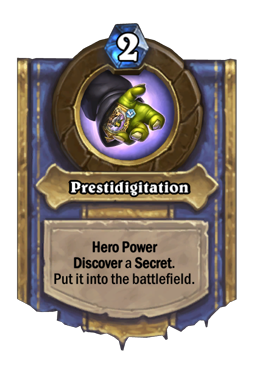 2
Prestidigitation
Hero Power
Discover a Secret.
Put it into the battlefield.